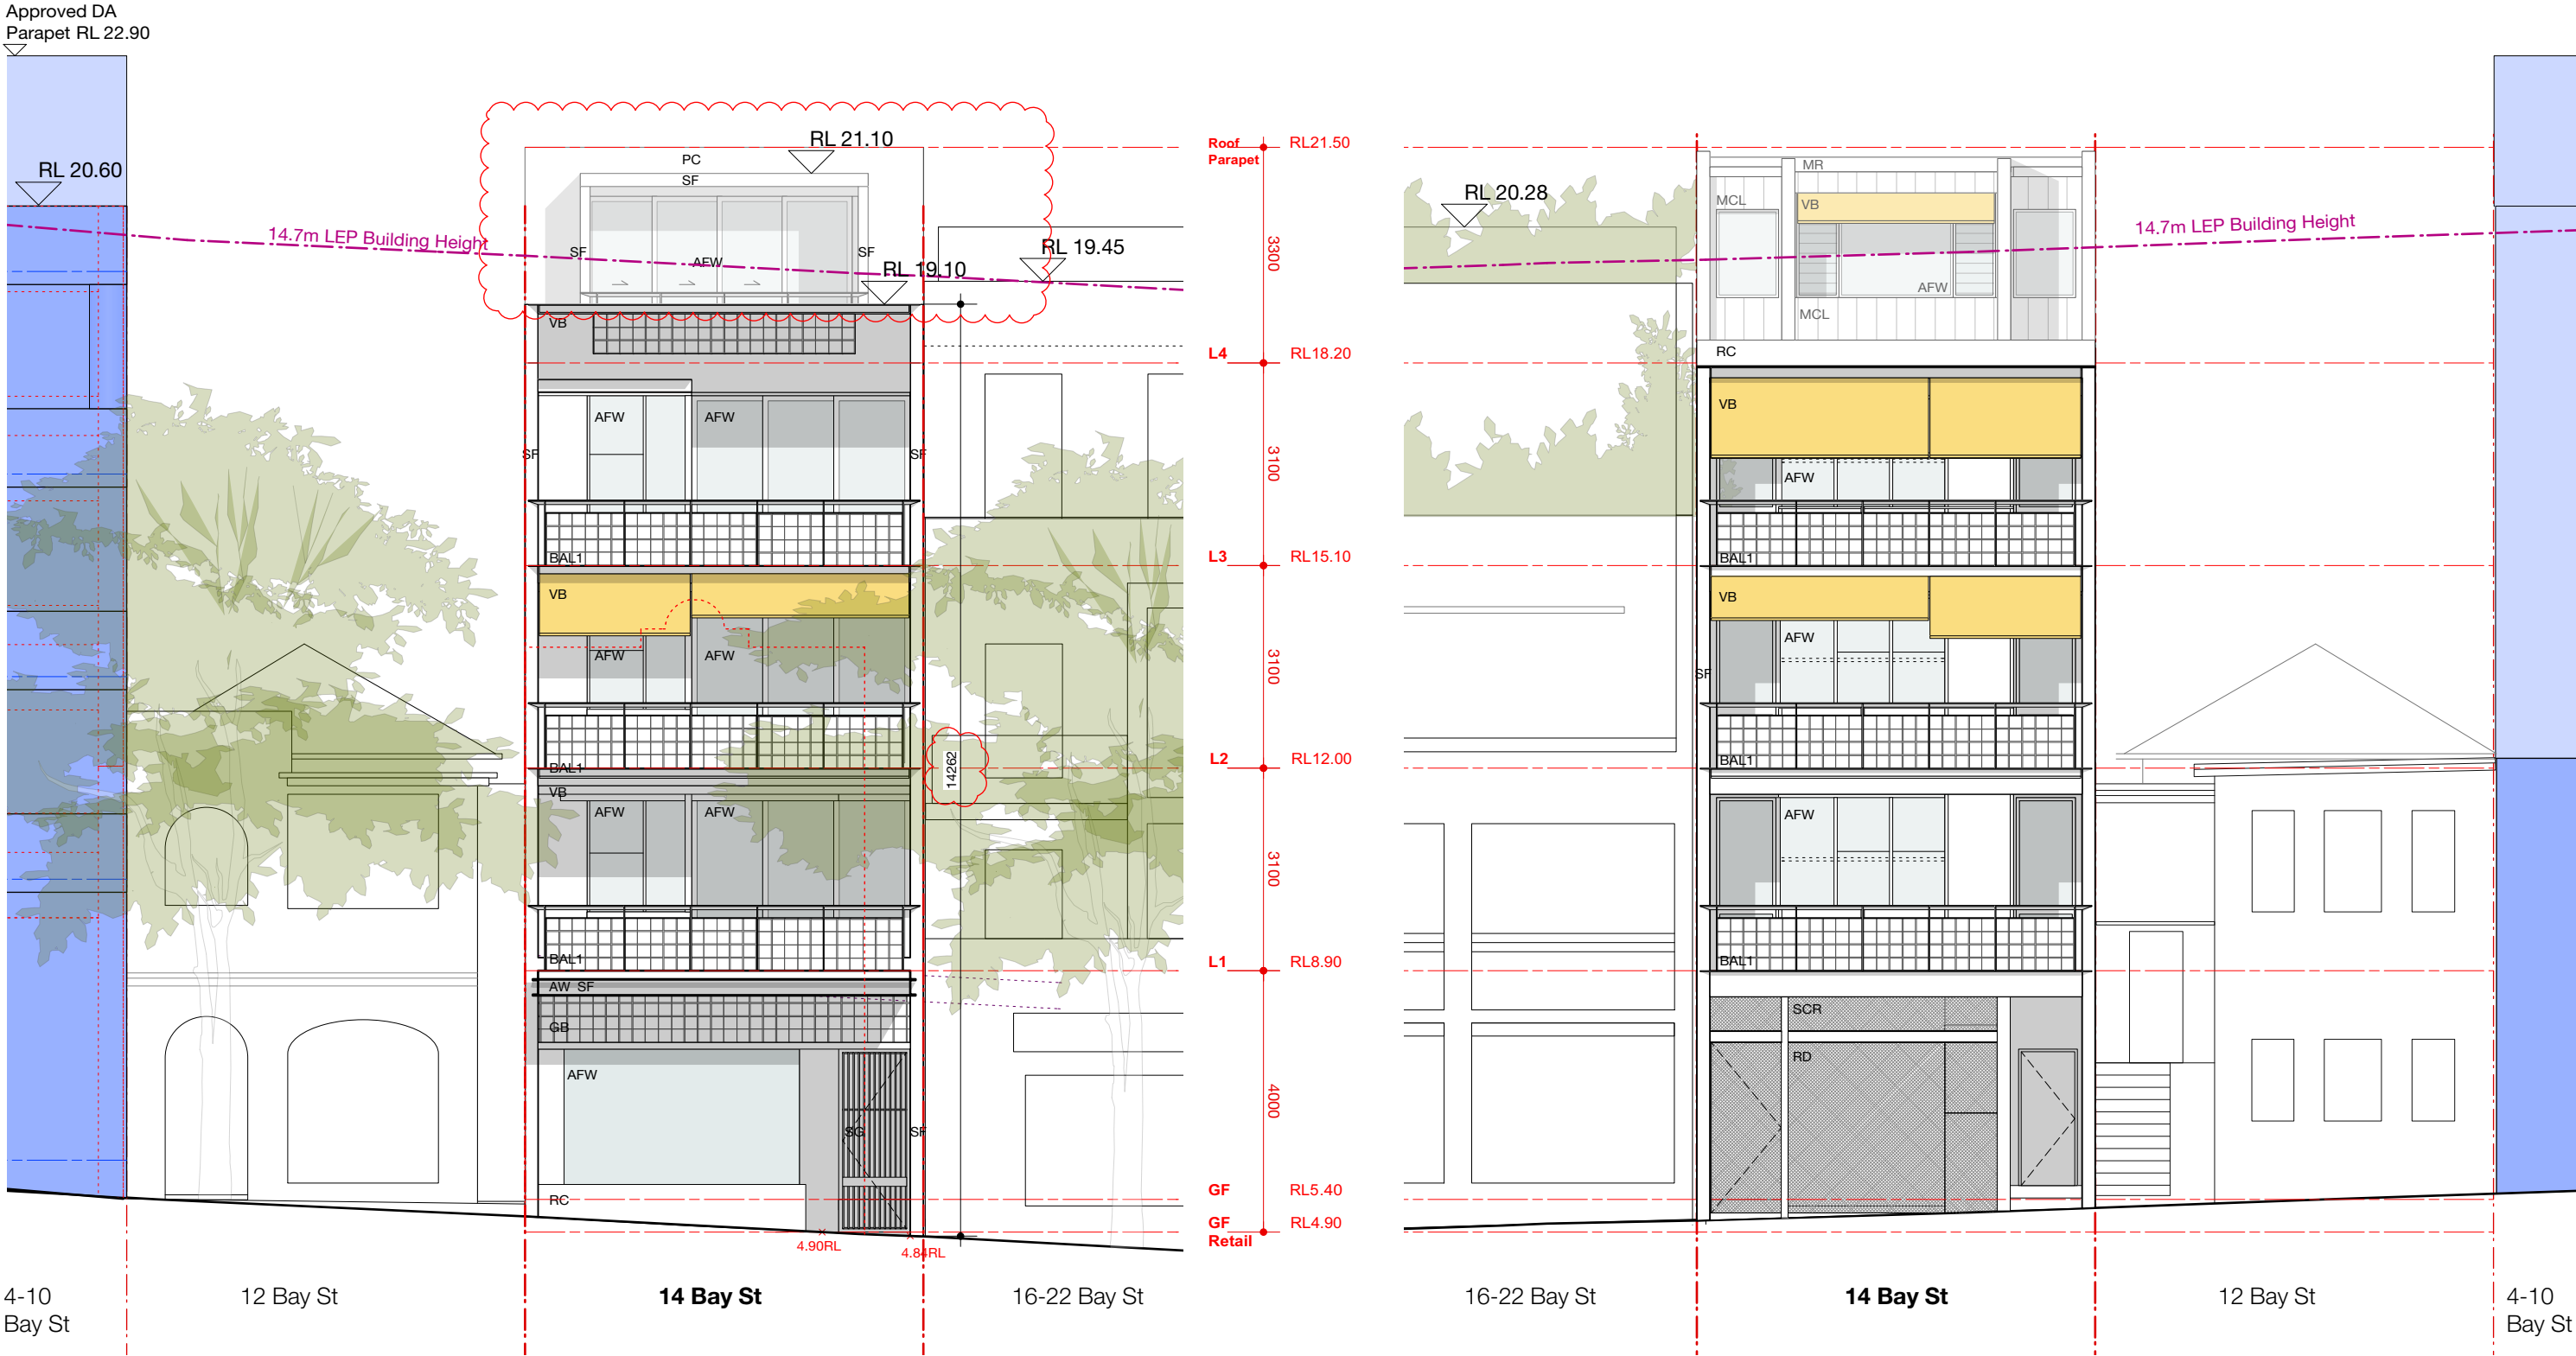 Approved DA
Parapet RL 22.90
RL 20.60
14.7m LEP Building Height
RL 21.10
PC
SF
SF
SF
AFW
RL 19.10
RL 19.45
VB
AFW
AFW
SF
SF
BAL1
VB
AFW
AFW
BAL1
14262
VB
AFW
AFW
BAL1
AW SF
GB
AFW
SG
SF
RC
4.90RL
4.84RL
4-10
Bay St
12 Bay St
14 Bay St
16-22 Bay St
Roof
Parapet
RL21.50
3300
L4
RL18.20
3100
L3
RL15.10
3100
L2
RL12.00
3100
L1
RL8.90
4000
GF
RL5.40
GF
Retail
RL4.90
RL 20.28
MR
MCL
VB
14.7m LEP Building Height
AFW
MCL
RC
VB
AFW
BAL1
VB
AFW
SF
BAL1
AFW
BAL1
SCR
RD
16-22 Bay St
14 Bay St
12 Bay St
4-10
Bay St